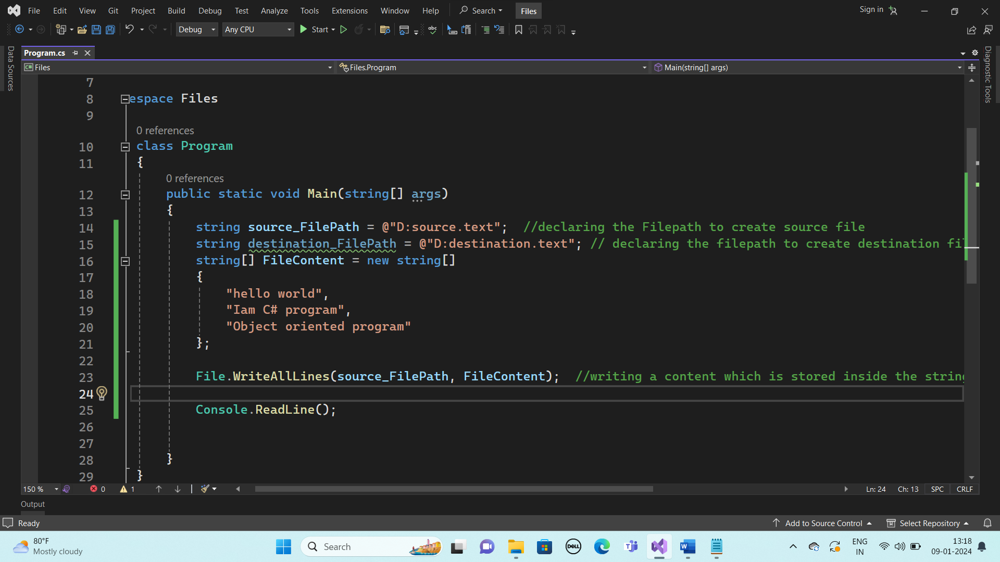 File Edit View Git Project Build Debug Test Analyze Tools Extensions Window Help Search Files Sign in
Debug Any CPU Start abc
Data Sources
Diagnostic Tools
Program.cs
C# Files Files.Program Main(string[] args)
7
8 espace Files
9
0 references
10 class Program
11 {
0 references
12 public static void Main(string[] args)
13 {
14 string source_FilePath = @"D:source.text"; //declaring the Filepath to create source file
15 string destination_FilePath = @"D:destination.text"; // declaring the filepath to create destination fil
16 string[] FileContent = new string[]
17 {
18 "hello world",
19 "Iam C# program",
20 "Object oriented program"
21 };
22
23 File.WriteAllLines(source_FilePath, FileContent); //writing a content which is stored inside the string
24
25 Console.ReadLine();
26
27
28 }
29 }
150 % 0 1 Ln: 24 Ch: 13 SPC CRLF
Output
Ready Add to Source Control Select Repository
80°F
Mostly cloudy
Search
DELL
T
W
ENG
IN
13:18
09-01-2024